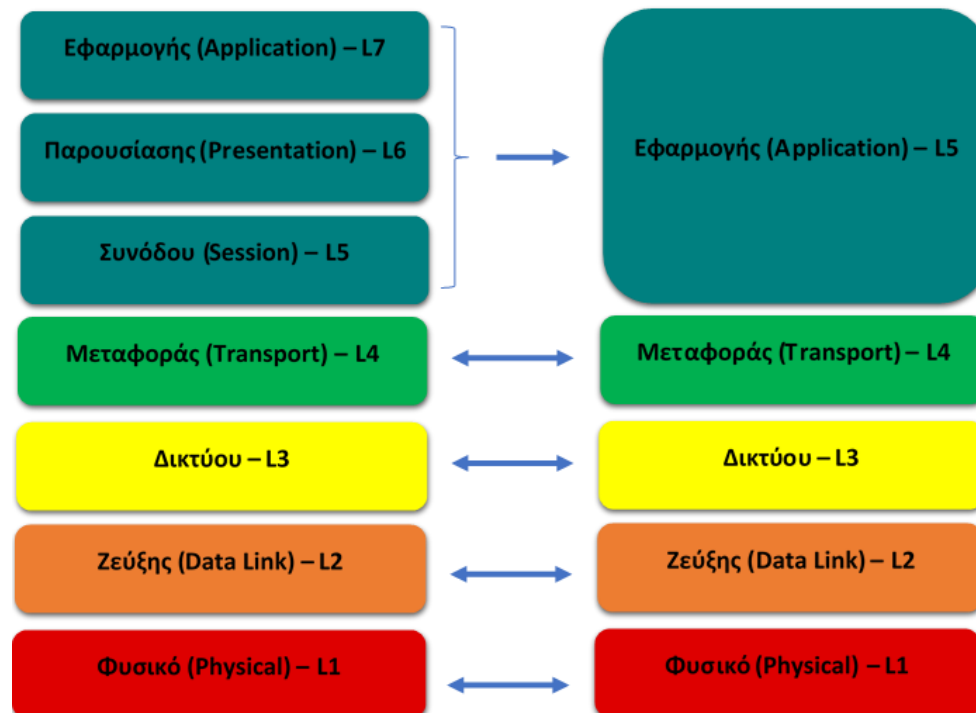 Εφαρμογής (Application) – L7
Παρουσίασης (Presentation) – L6
Συνόδου (Session) – L5
Μεταφοράς (Transport) – L4
Δικτύου – L3
Ζεύξης (Data Link) – L2
Φυσικό (Physical) – L1
Εφαρμογής (Application) – L5
Μεταφοράς (Transport) – L4
Δικτύου – L3
Ζεύξης (Data Link) – L2
Φυσικό (Physical) – L1